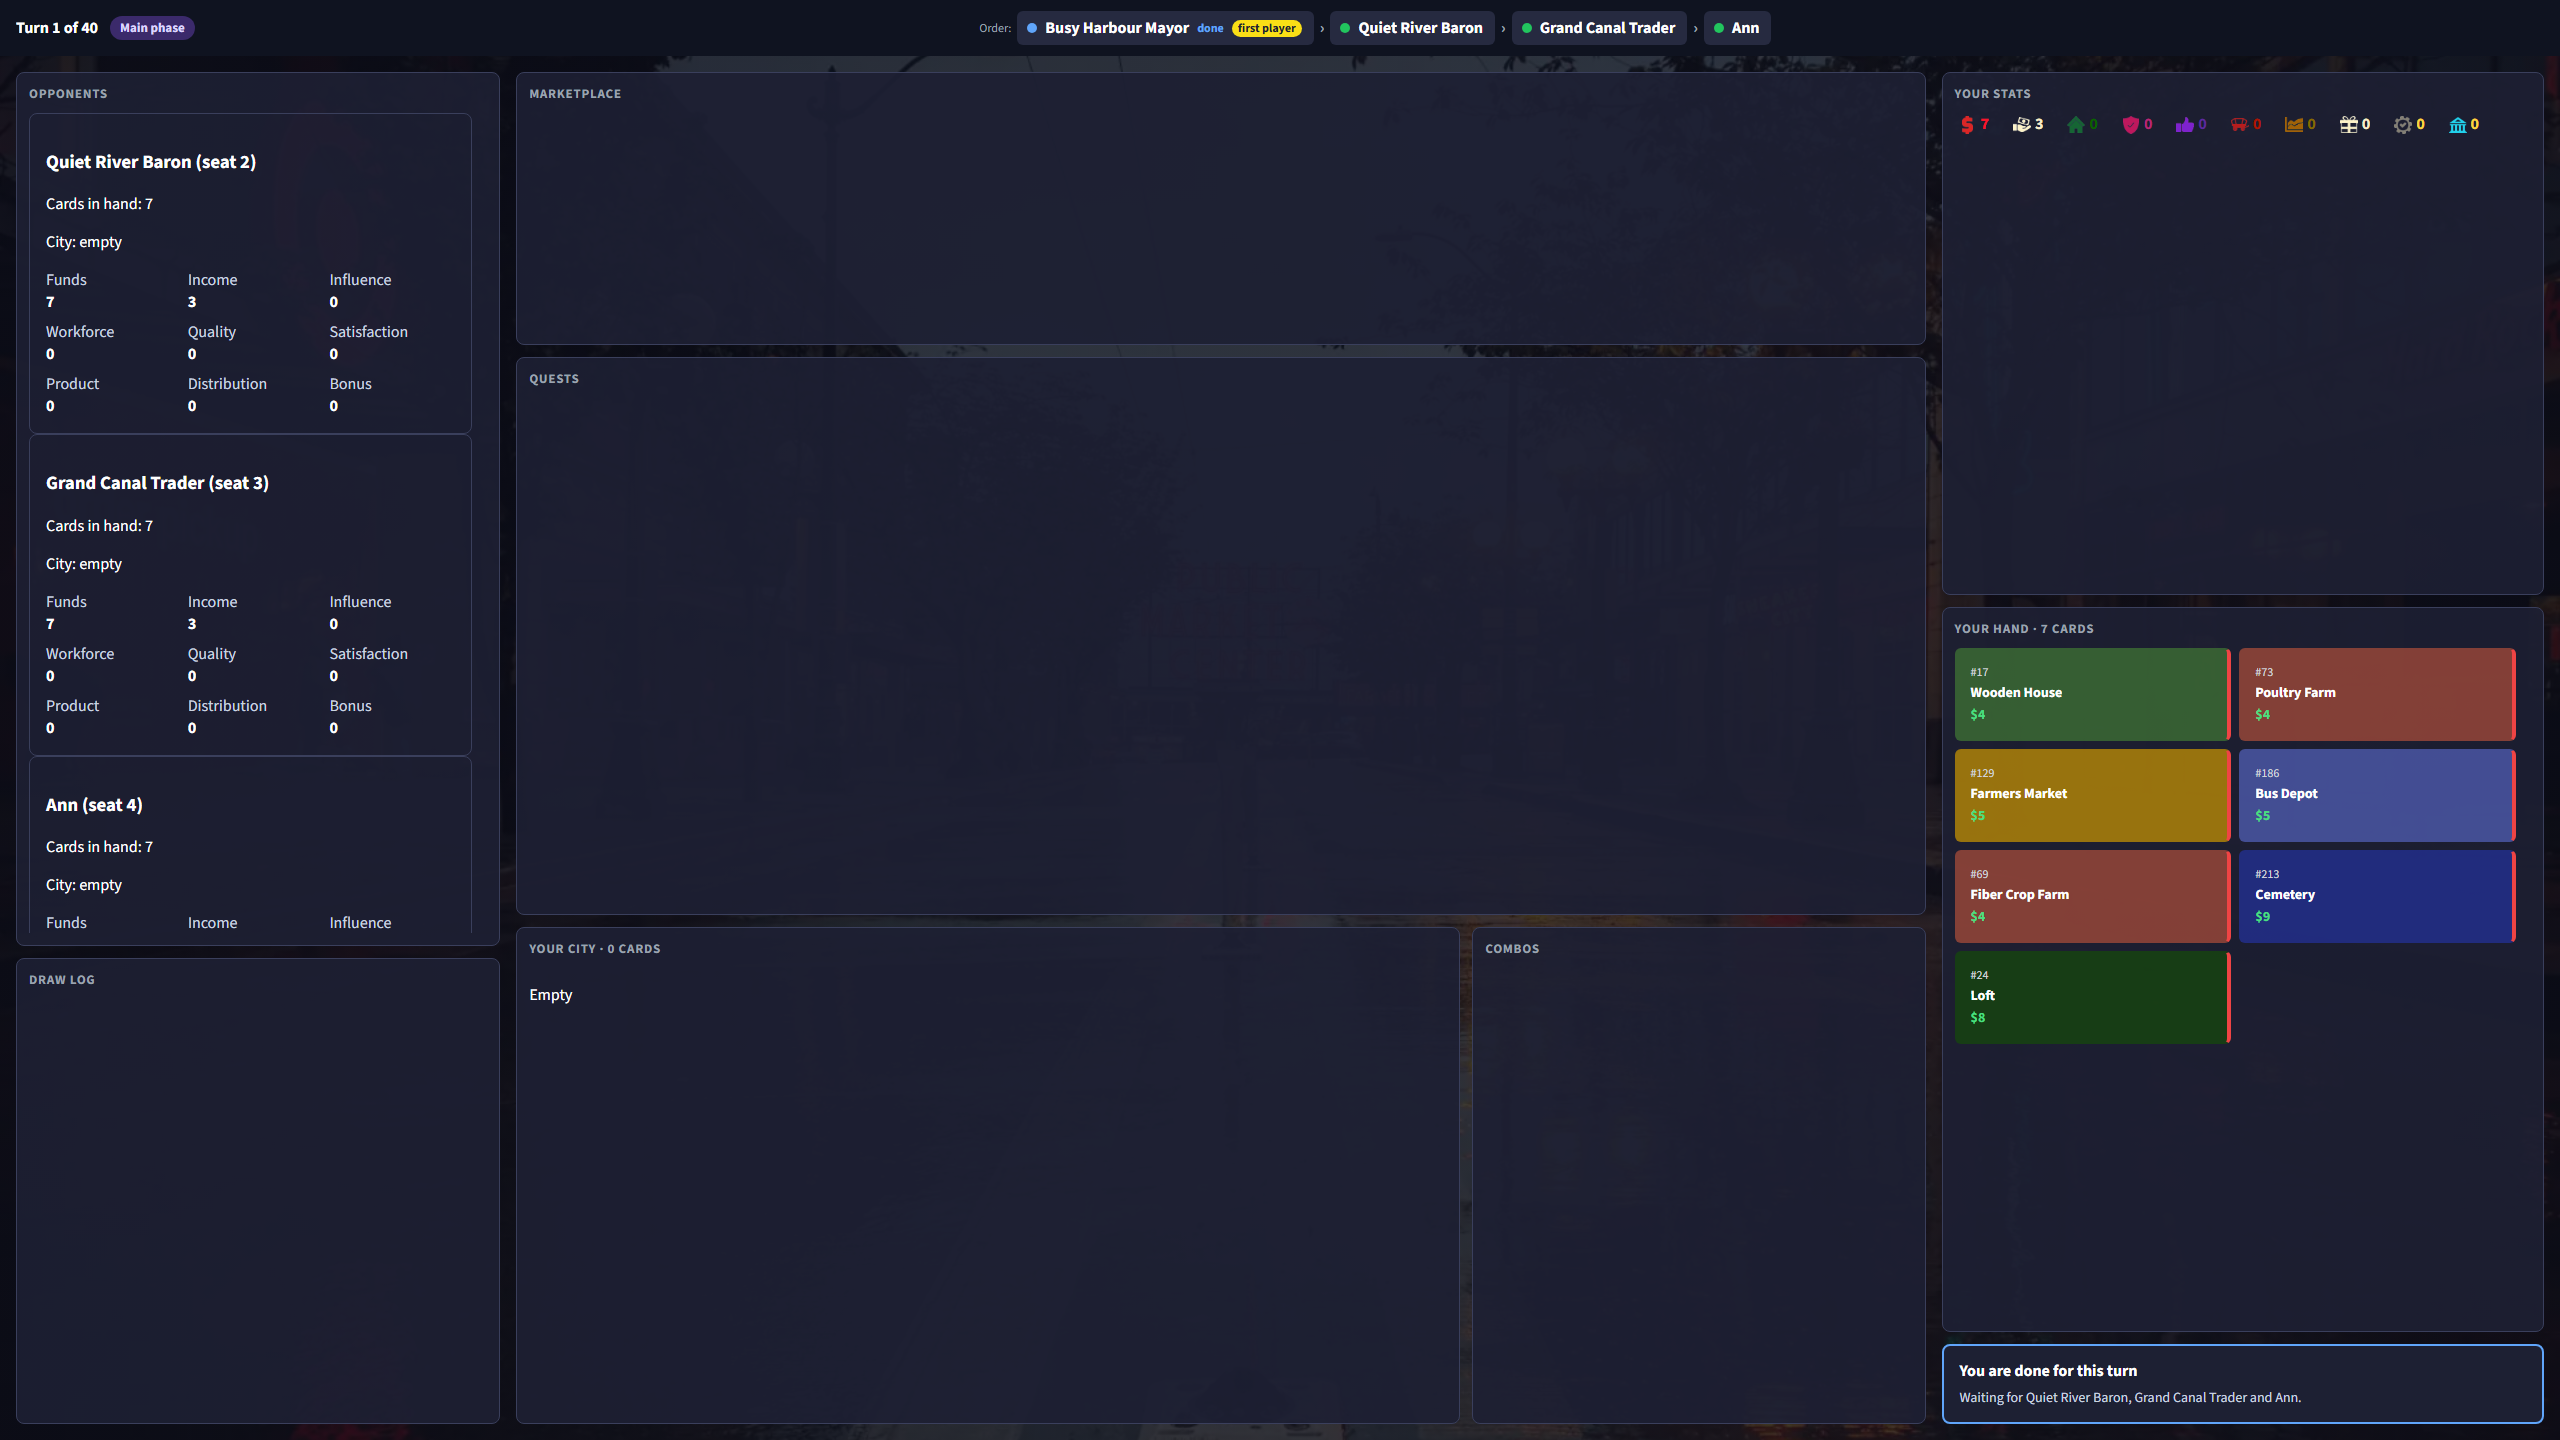 Turn 1 of 40 Main phase
Order: Busy Harbour Mayor done first player › Quiet River Baron › Grand Canal Trader › Ann
OPPONENTS
Quiet River Baron (seat 2)
Cards in hand: 7
City: empty
Funds Income Influence
7 3 0
Workforce Quality Satisfaction
0 0 0
Product Distribution Bonus
0 0 0
Grand Canal Trader (seat 3)
Cards in hand: 7
City: empty
Funds Income Influence
7 3 0
Workforce Quality Satisfaction
0 0 0
Product Distribution Bonus
0 0 0
Ann (seat 4)
Cards in hand: 7
City: empty
Funds Income Influence
DRAW LOG
MARKETPLACE
QUESTS
YOUR CITY · 0 CARDS
Empty
COMBOS
YOUR STATS
7 3 0 0 0 0 0 0 0 0
YOUR HAND · 7 CARDS
#17
Wooden House
$4
#73
Poultry Farm
$4
#129
Farmers Market
$5
#186
Bus Depot
$5
#69
Fiber Crop Farm
$4
#213
Cemetery
$9
#24
Loft
$8
You are done for this turn
Waiting for Quiet River Baron, Grand Canal Trader and Ann.